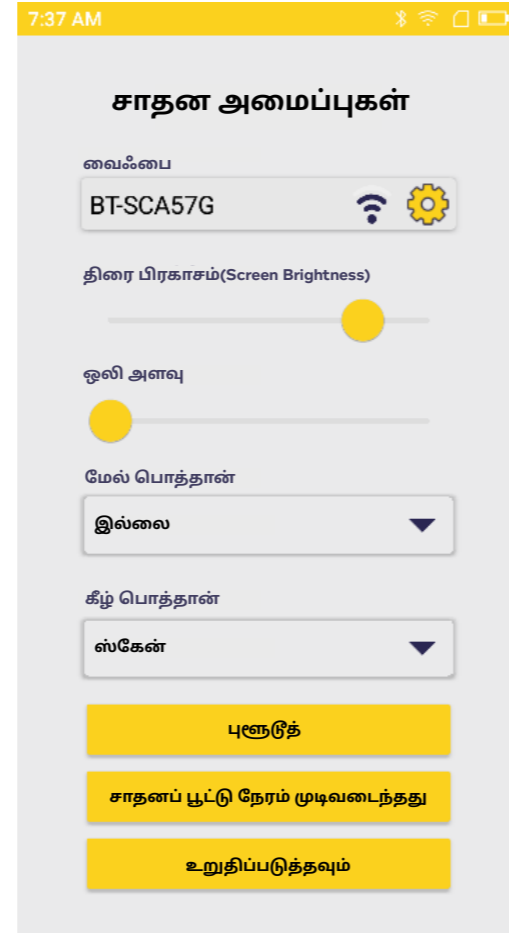 7:37 AM
சாதன அமைப்புகள்
வைஃபை
BT-SCA57G
திரை பிரகாசம்(Screen Brightness)
ஒலி அளவு
மேல் பொத்தான்
இல்லை
கீழ் பொத்தான்
ஸ்கேன்
புளூடூத்
சாதனப் பூட்டு நேரம் முடிவடைந்தது
உறுதிப்படுத்தவும்